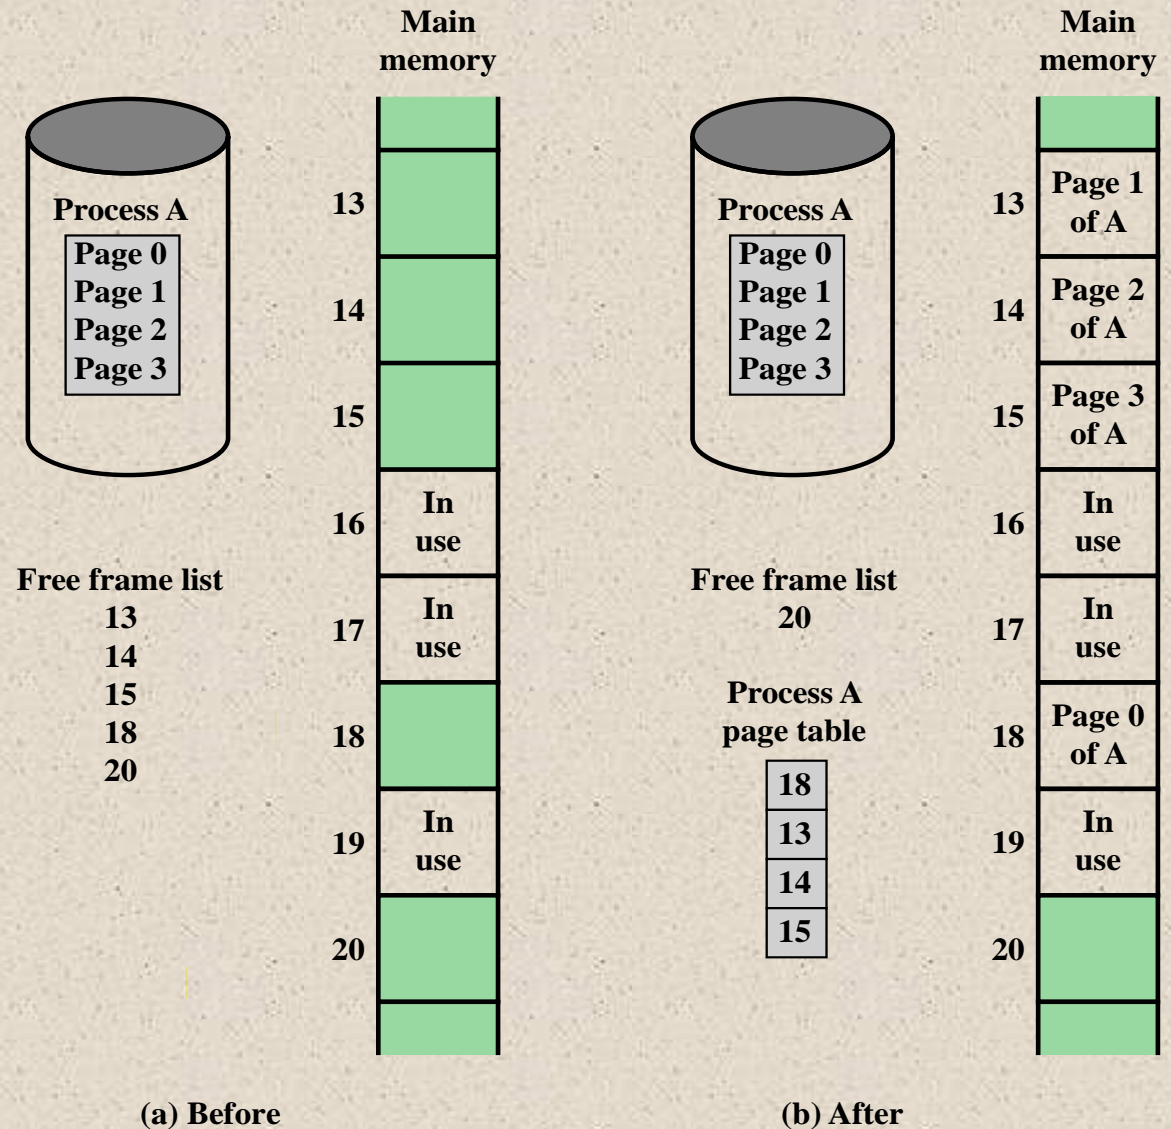 Main
memory
Process A
Page 0
Page 1
Page 2
Page 3
13
14
15
16
In
use
17
In
use
18
19
In
use
20
Free frame list
13
14
15
18
20
(a) Before
Main
memory
Process A
Page 0
Page 1
Page 2
Page 3
Free frame list
20
Process A
page table
18
13
14
15
13
Page 1
of A
14
Page 2
of A
15
Page 3
of A
16
In
use
17
In
use
18
Page 0
of A
19
In
use
20
(b) After